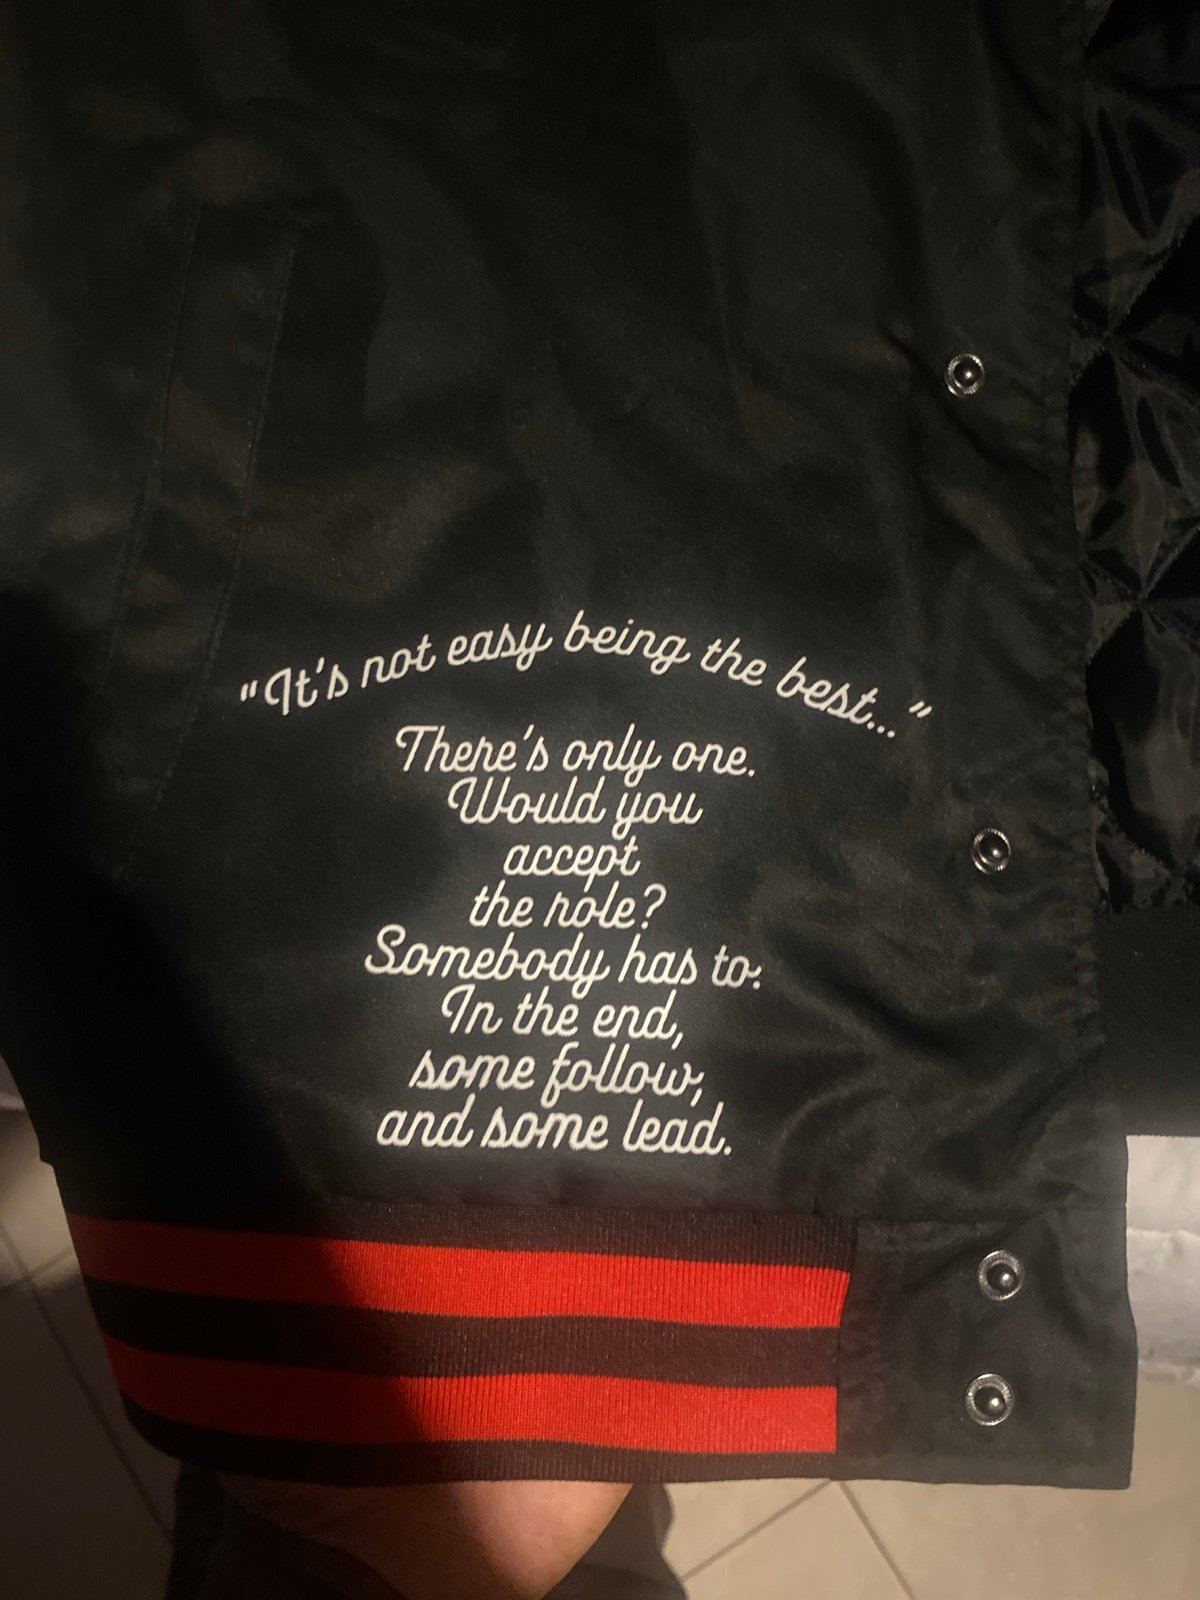 "It's not easy being the best..."
There's only one.
Would you
accept
the role?
Somebody has to.
In the end,
some follow,
and some lead.